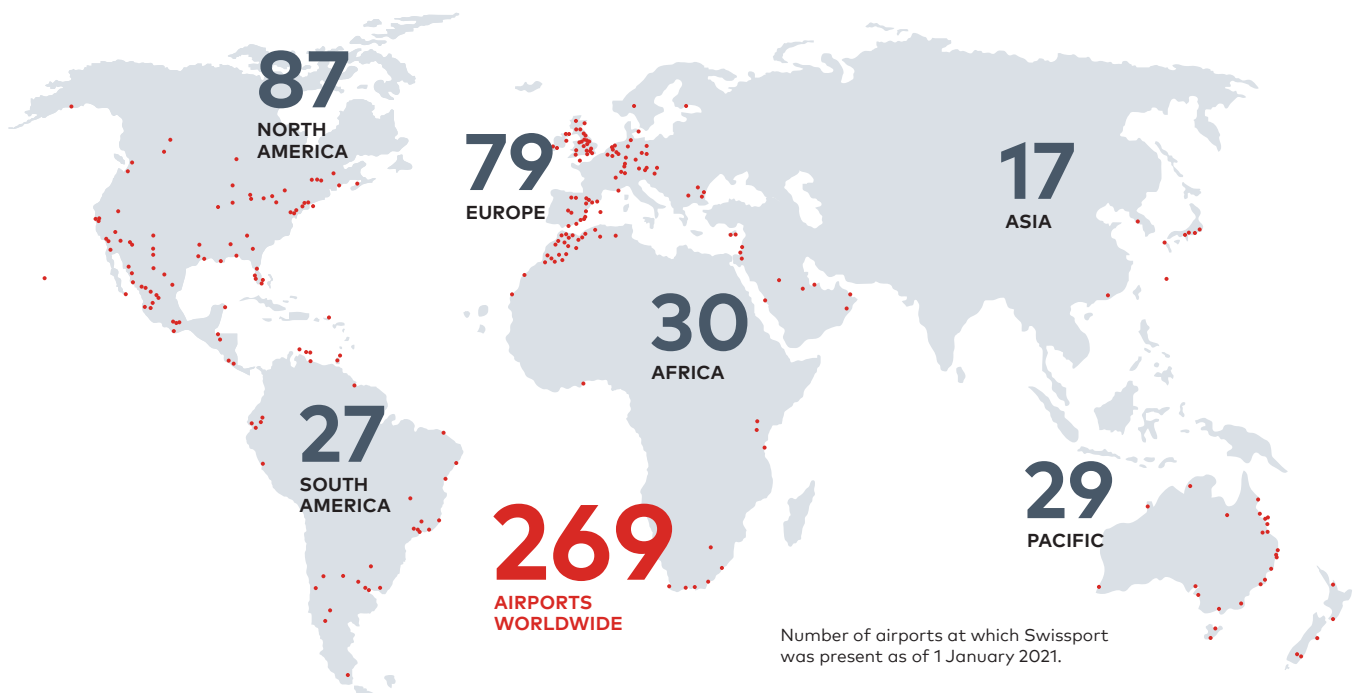 87
NORTH
AMERICA
79
EUROPE
17
ASIA
30
AFRICA
27
SOUTH
AMERICA
29
PACIFIC
269
AIRPORTS
WORLDWIDE
Number of airports at which Swissport
was present as of 1 January 2021.